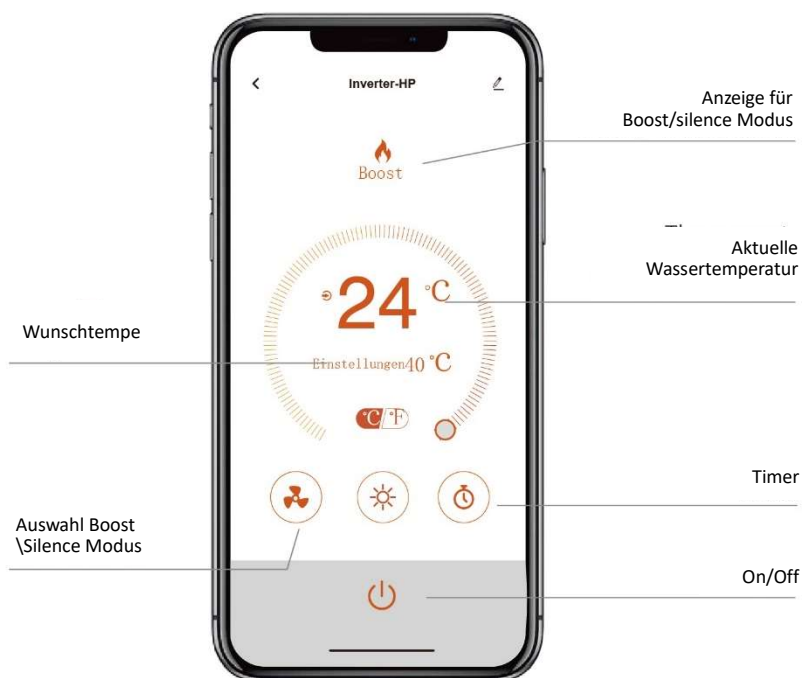 Inverter-HP
Anzeige für
Boost/silence Modus
Boost
Aktuelle
Wassertemperatur
24 °C
Wunschtempe
Einstellungen40 °C
°C/°F
Timer
Auswahl Boost
\Silence Modus
On/Off